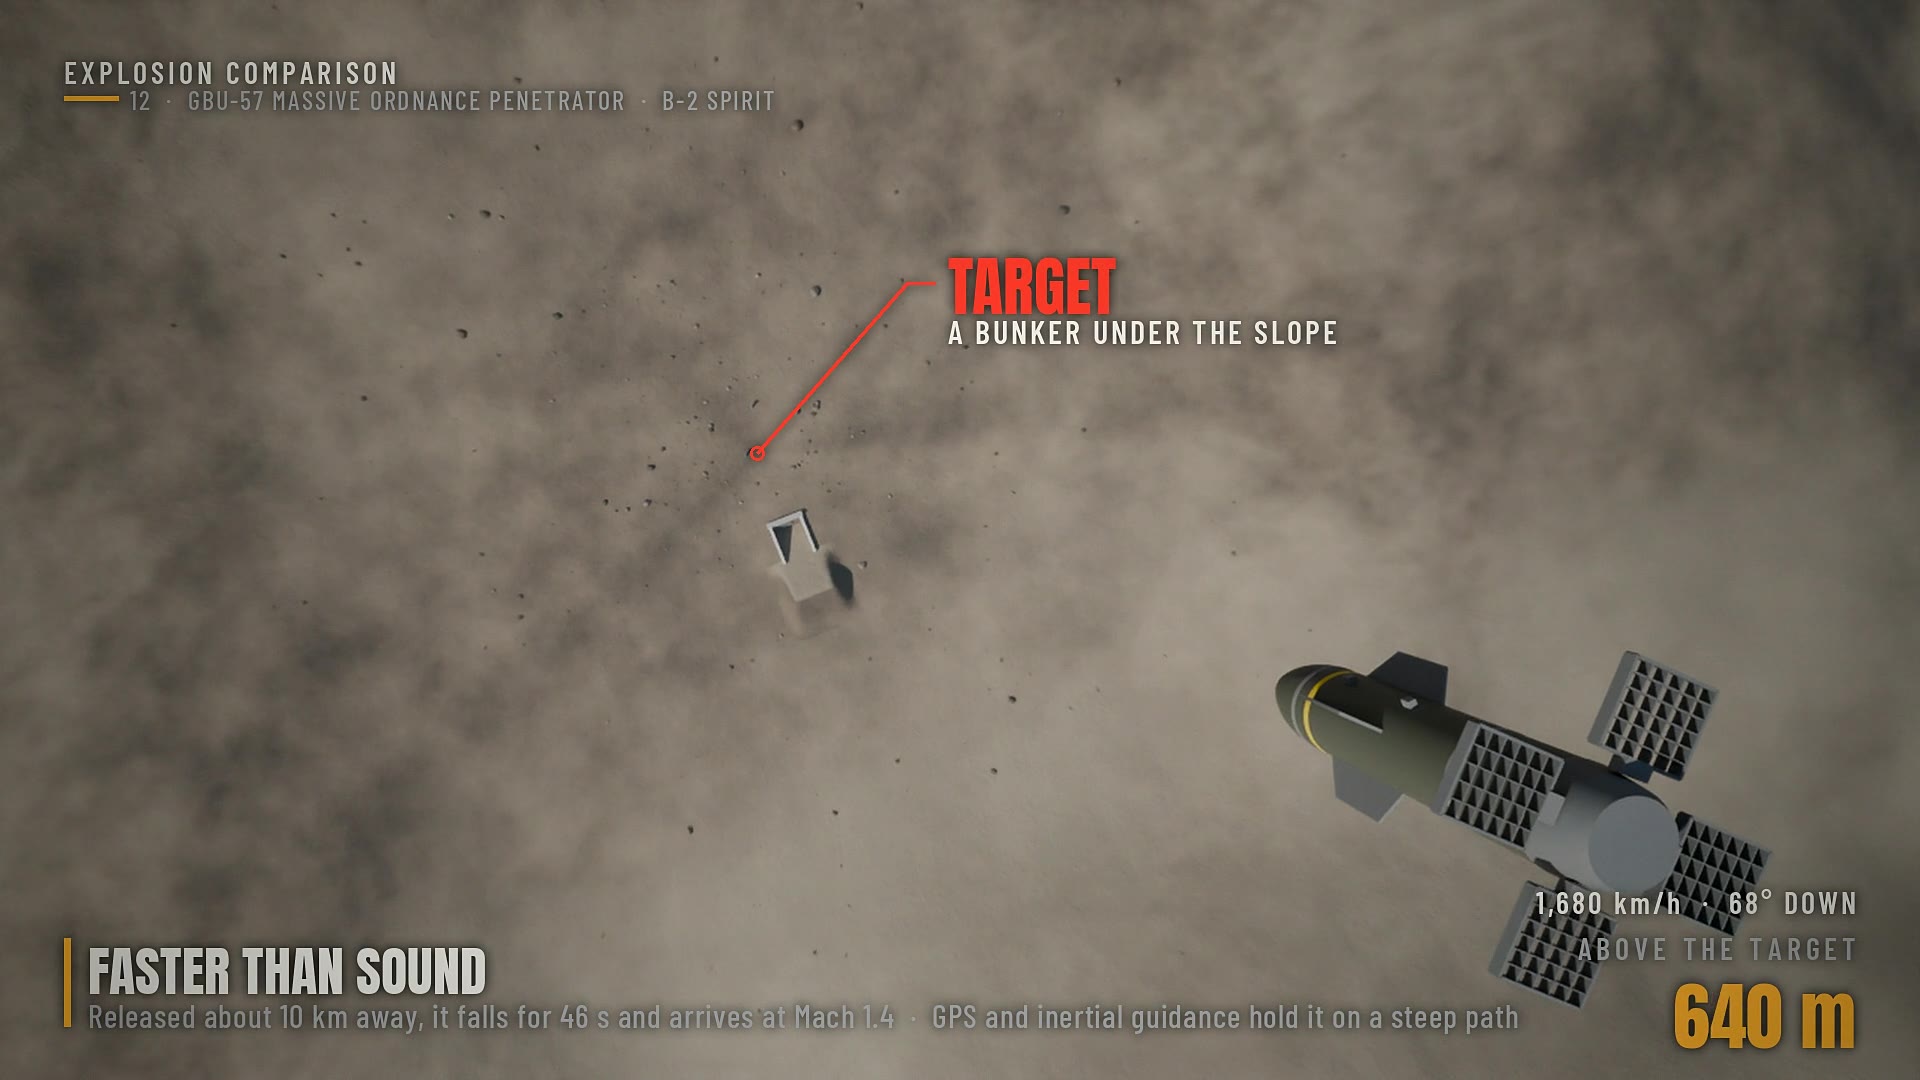 EXPLOSION COMPARISON
12 · GBU-57 MASSIVE ORDNANCE PENETRATOR · B-2 SPIRIT
TARGET
A BUNKER UNDER THE SLOPE
1,680 km/h · 68° DOWN
ABOVE THE TARGET
640 m
FASTER THAN SOUND
Released about 10 km away, it falls for 46 s and arrives at Mach 1.4 · GPS and inertial guidance hold it on a steep path